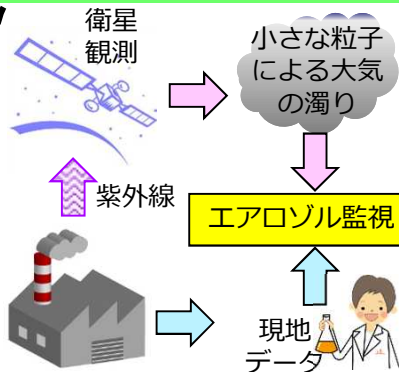 衛星
観測
小さな粒子
による大気
の濁り
紫外線
エアロゾル監視
現地
データ